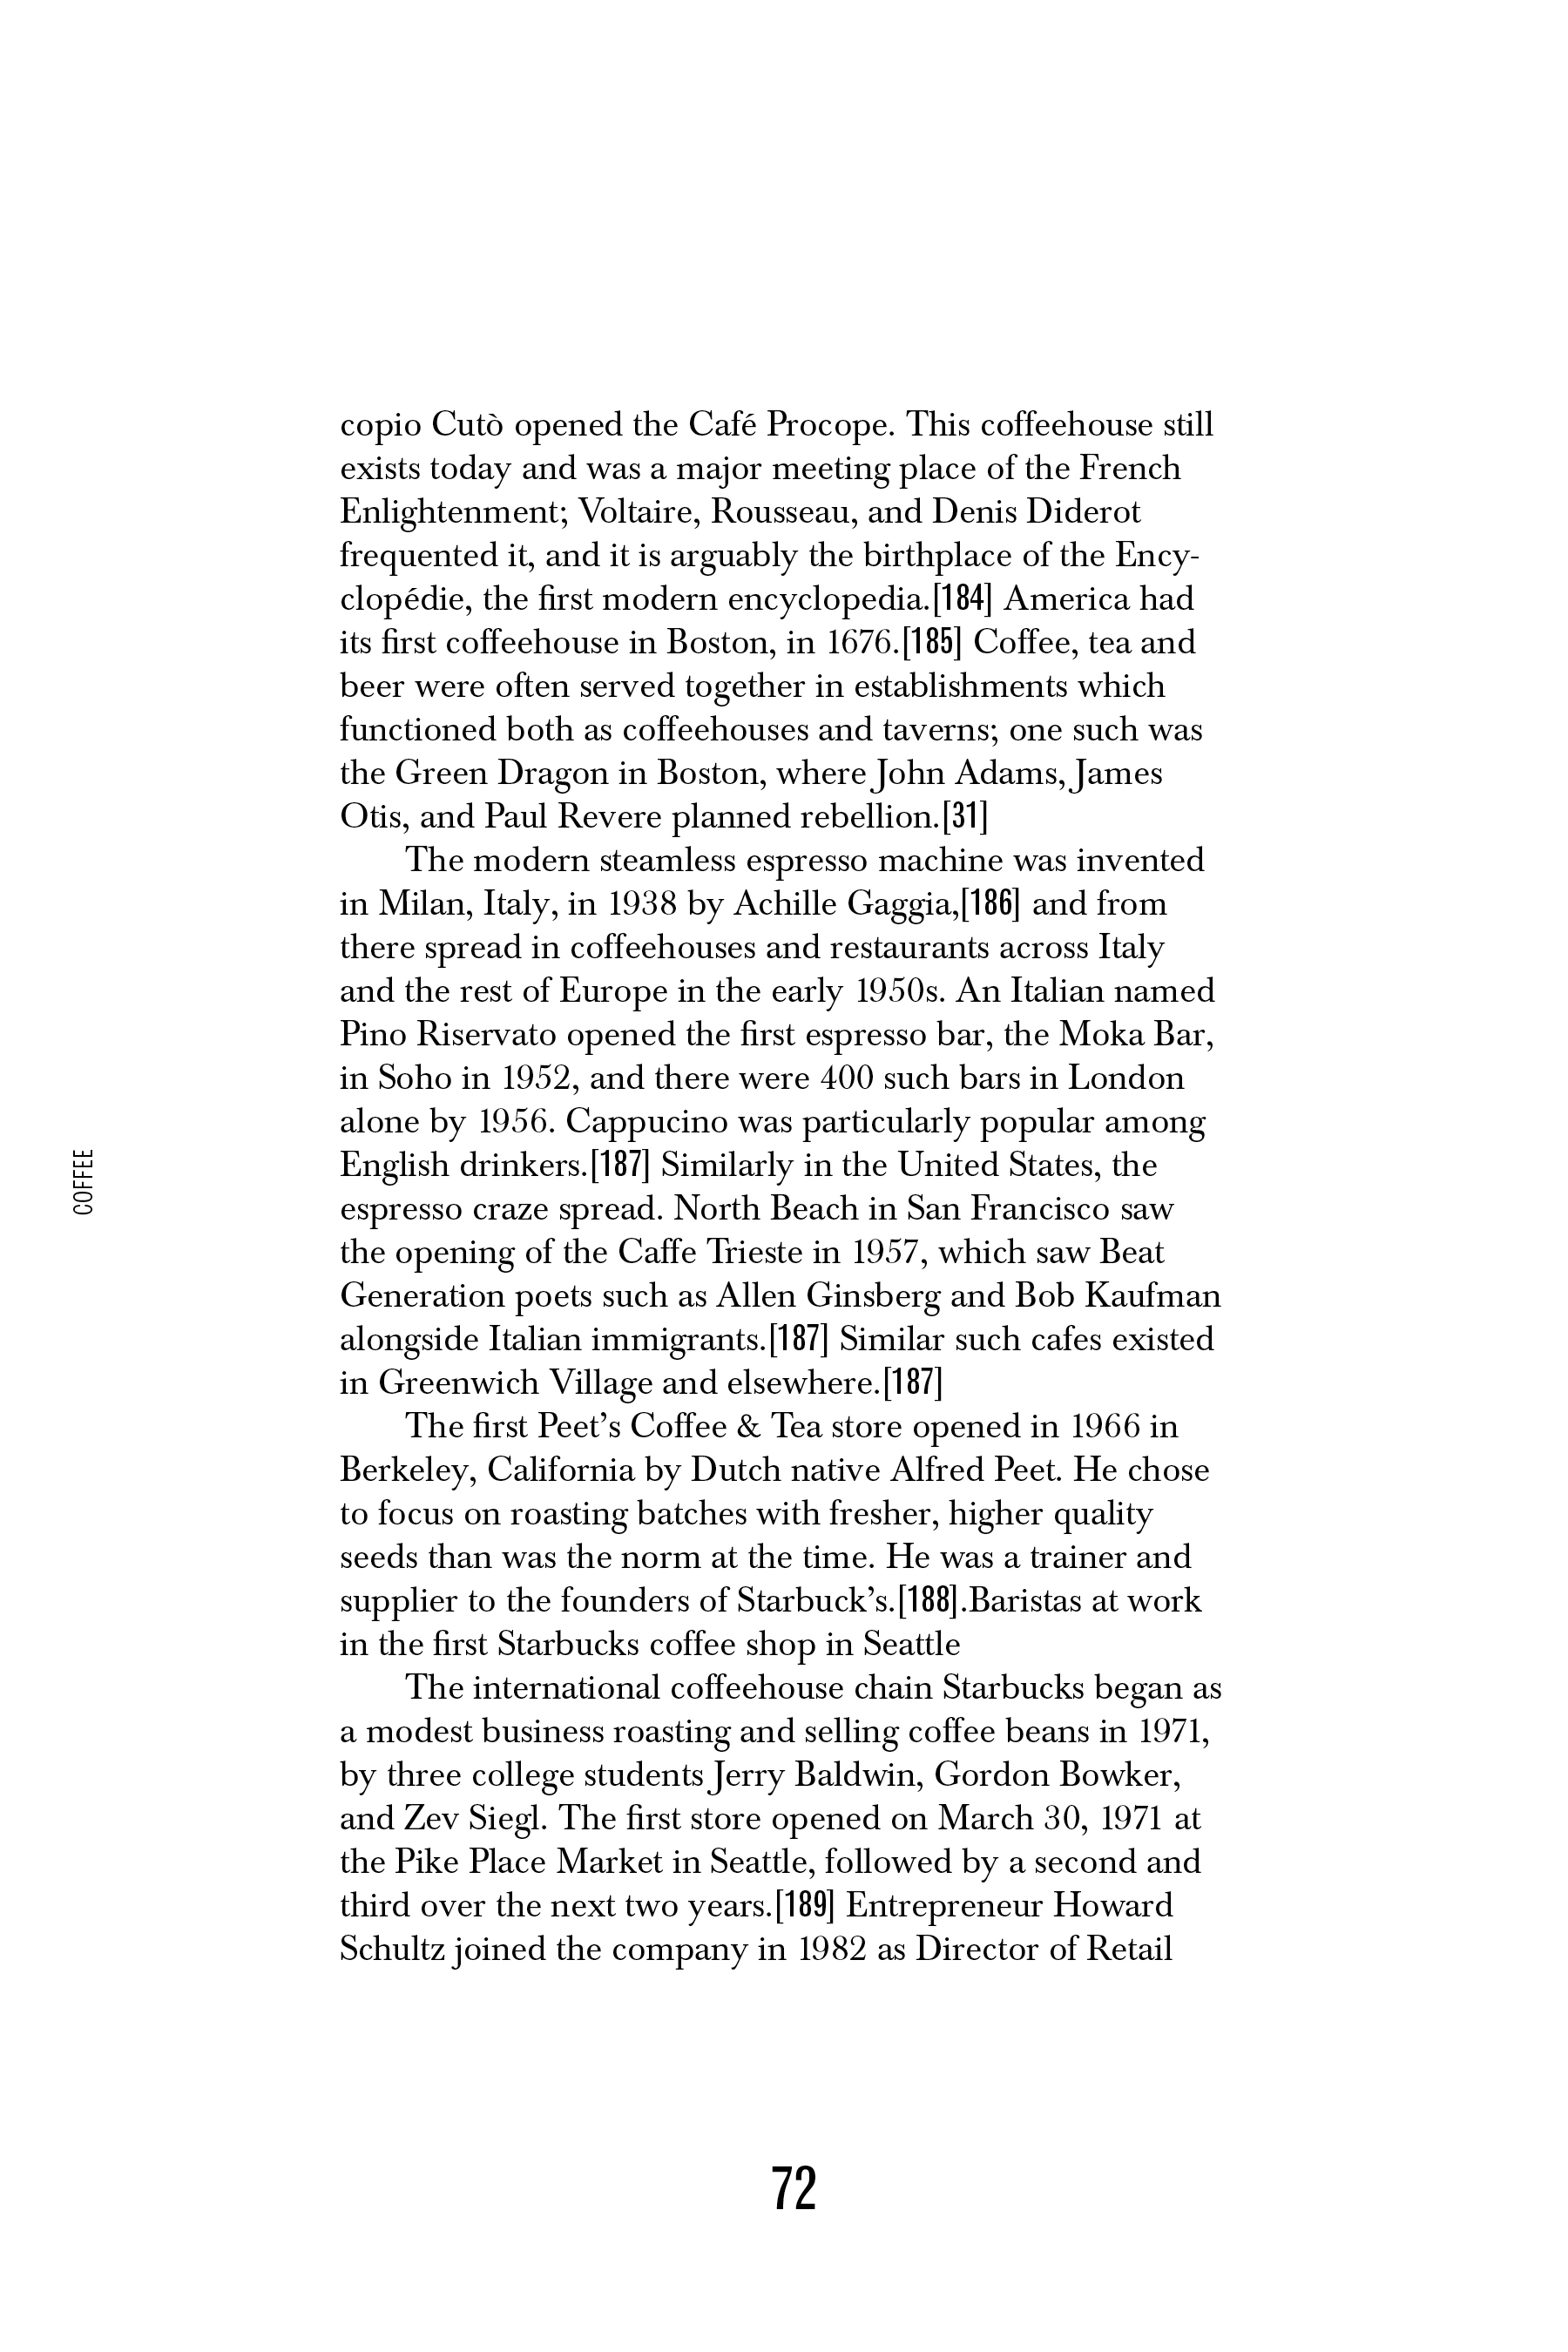 copio Cutò opened the Café Procope. This coffeehouse still
exists today and was a major meeting place of the French
Enlightenment; Voltaire, Rousseau, and Denis Diderot
frequented it, and it is arguably the birthplace of the Ency-
clopédie, the first modern encyclopedia.[184] America had
its first coffeehouse in Boston, in 1676.[185] Coffee, tea and
beer were often served together in establishments which
functioned both as coffeehouses and taverns; one such was
the Green Dragon in Boston, where John Adams, James
Otis, and Paul Revere planned rebellion.[31]
The modern steamless espresso machine was invented
in Milan, Italy, in 1938 by Achille Gaggia,[186] and from
there spread in coffeehouses and restaurants across Italy
and the rest of Europe in the early 1950s. An Italian named
Pino Riservato opened the first espresso bar, the Moka Bar,
in Soho in 1952, and there were 400 such bars in London
alone by 1956. Cappucino was particularly popular among
English drinkers.[187] Similarly in the United States, the
espresso craze spread. North Beach in San Francisco saw
the opening of the Caffe Trieste in 1957, which saw Beat
Generation poets such as Allen Ginsberg and Bob Kaufman
alongside Italian immigrants.[187] Similar such cafes existed
in Greenwich Village and elsewhere.[187]
The first Peet’s Coffee & Tea store opened in 1966 in
Berkeley, California by Dutch native Alfred Peet. He chose
to focus on roasting batches with fresher, higher quality
seeds than was the norm at the time. He was a trainer and
supplier to the founders of Starbuck’s.[188].Baristas at work
in the first Starbucks coffee shop in Seattle
The international coffeehouse chain Starbucks began as
a modest business roasting and selling coffee beans in 1971,
by three college students Jerry Baldwin, Gordon Bowker,
and Zev Siegl. The first store opened on March 30, 1971 at
the Pike Place Market in Seattle, followed by a second and
third over the next two years.[189] Entrepreneur Howard
Schultz joined the company in 1982 as Director of Retail
COFFEE
72